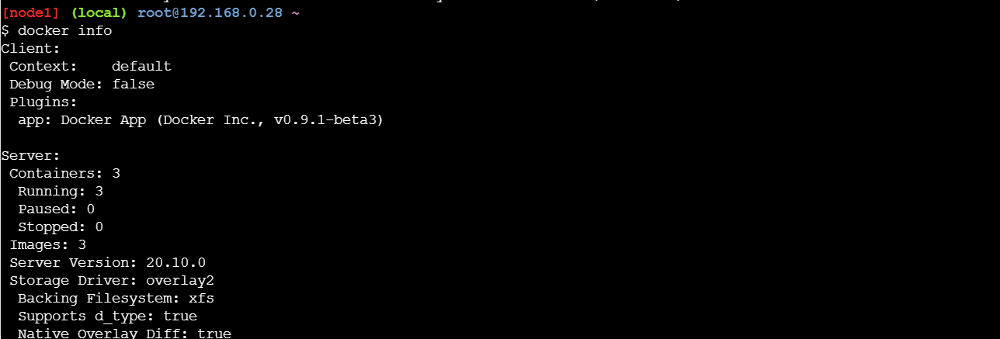 [node1] (local) root@192.168.0.28 ~
$ docker info
Client:
 Context:    default
 Debug Mode: false
 Plugins:
  app: Docker App (Docker Inc., v0.9.1-beta3)

Server:
 Containers: 3
  Running: 3
  Paused: 0
  Stopped: 0
 Images: 3
 Server Version: 20.10.0
 Storage Driver: overlay2
  Backing Filesystem: xfs
  Supports d_type: true
  Native Overlay Diff: true